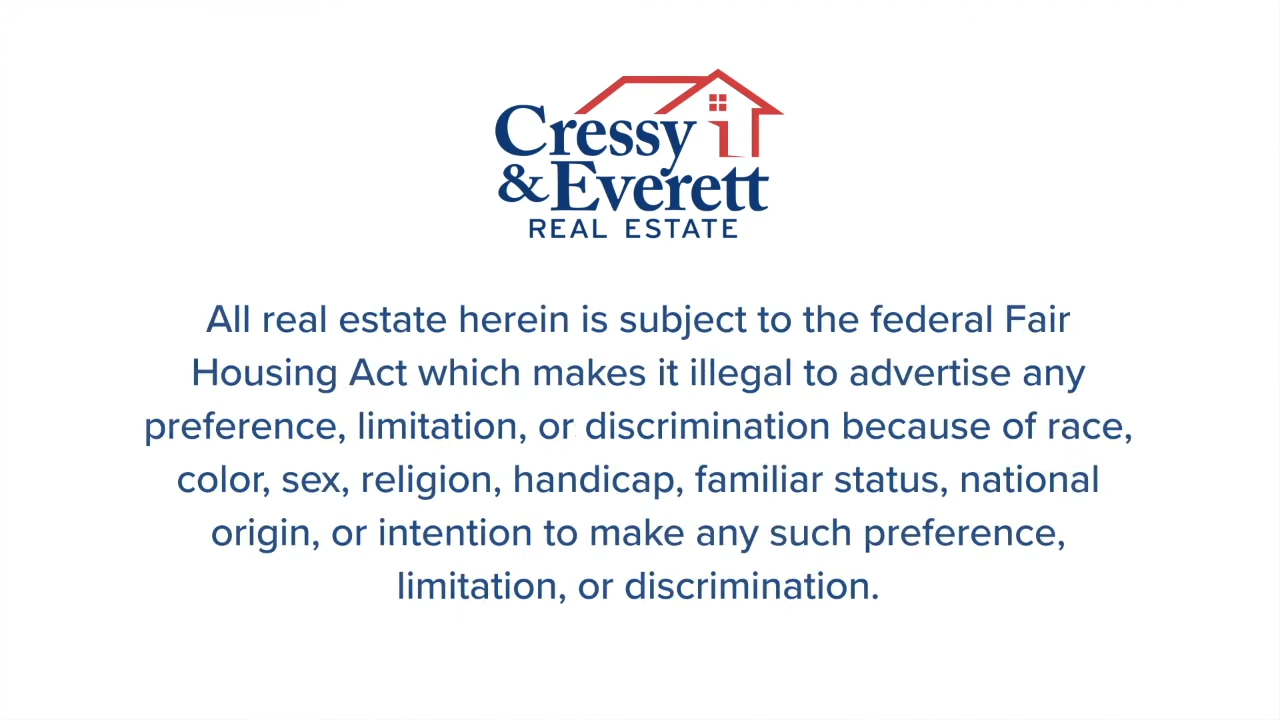 Cressy
& Everett
REAL ESTATE
All real estate herein is subject to the federal Fair
Housing Act which makes it illegal to advertise any
preference, limitation, or discrimination because of race,
color, sex, religion, handicap, familiar status, national
origin, or intention to make any such preference,
limitation, or discrimination.